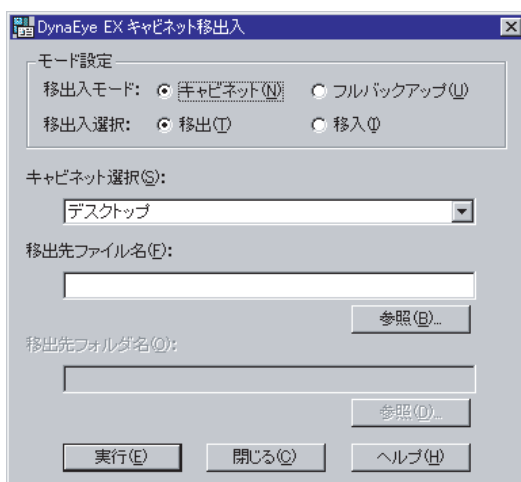 DynaEye EX キャビネット移出入
モード設定
移出入モード: キャビネット(N) フルバックアップ(U)
移出入選択: 移出(T) 移入(I)
キャビネット選択(S):
デスクトップ
移出先ファイル名(F):
参照(B)...
移出先フォルダ名(O):
参照(D)...
実行(E) 閉じる(C) ヘルプ(H)